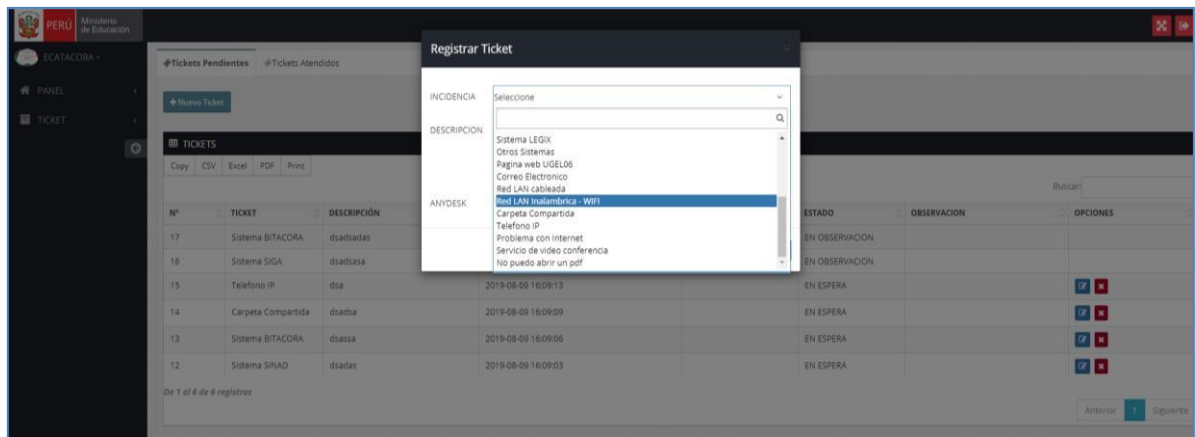 PERÚ
Ministerio
de Educación
ECATACORA
PANEL
TICKET
#Tickets Pendientes #Tickets Atendidos
+ Nuevo Ticket
TICKETS
Copy CSV Excel PDF Print
Buscar:
N° TICKET DESCRIPCIÓN ESTADO OBSERVACION OPCIONES
17 Sistema BITACORA dsadsadas EN OBSERVACION
16 Sistema SIGA dsadsasa EN OBSERVACION
15 Telefono IP dsa 2019-08-09 16:09:13 EN ESPERA
14 Carpeta Compartida dsadsa 2019-08-09 16:09:09 EN ESPERA
13 Sistema BITACORA dsassa 2019-08-09 16:09:06 EN ESPERA
12 Sistema SINAD dsadas 2019-08-09 16:09:03 EN ESPERA
De 1 al 6 de 6 registros
Anterior 1 Siguiente
Registrar Ticket
INCIDENCIA Seleccione
DESCRIPCION
ANYDESK
Sistema LEGIX
Otros Sistemas
Pagina web UGEL06
Correo Electronico
Red LAN cableada
Red LAN Inalambrica - WIFI
Carpeta Compartida
Telefono IP
Problema con Internet
Servicio de video conferencia
No puedo abrir un pdf